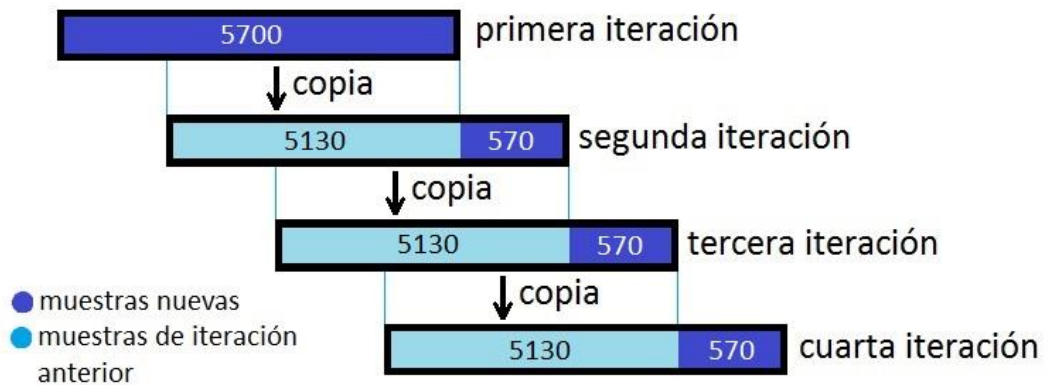 5700 primera iteración
copia
5130 570 segunda iteración
copia
5130 570 tercera iteración
copia
muestras nuevas
muestras de iteración
anterior
5130 570 cuarta iteración